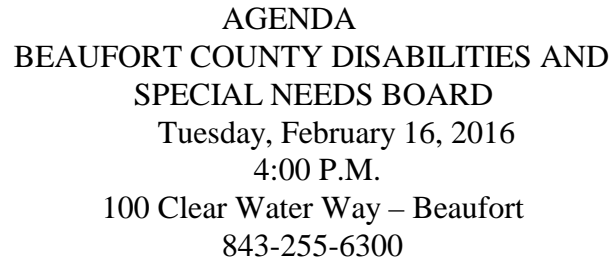 AGENDA
BEAUFORT COUNTY DISABILITIES AND
SPECIAL NEEDS BOARD
Tuesday, February 16, 2016
4:00 P.M.
100 Clear Water Way – Beaufort
843-255-6300